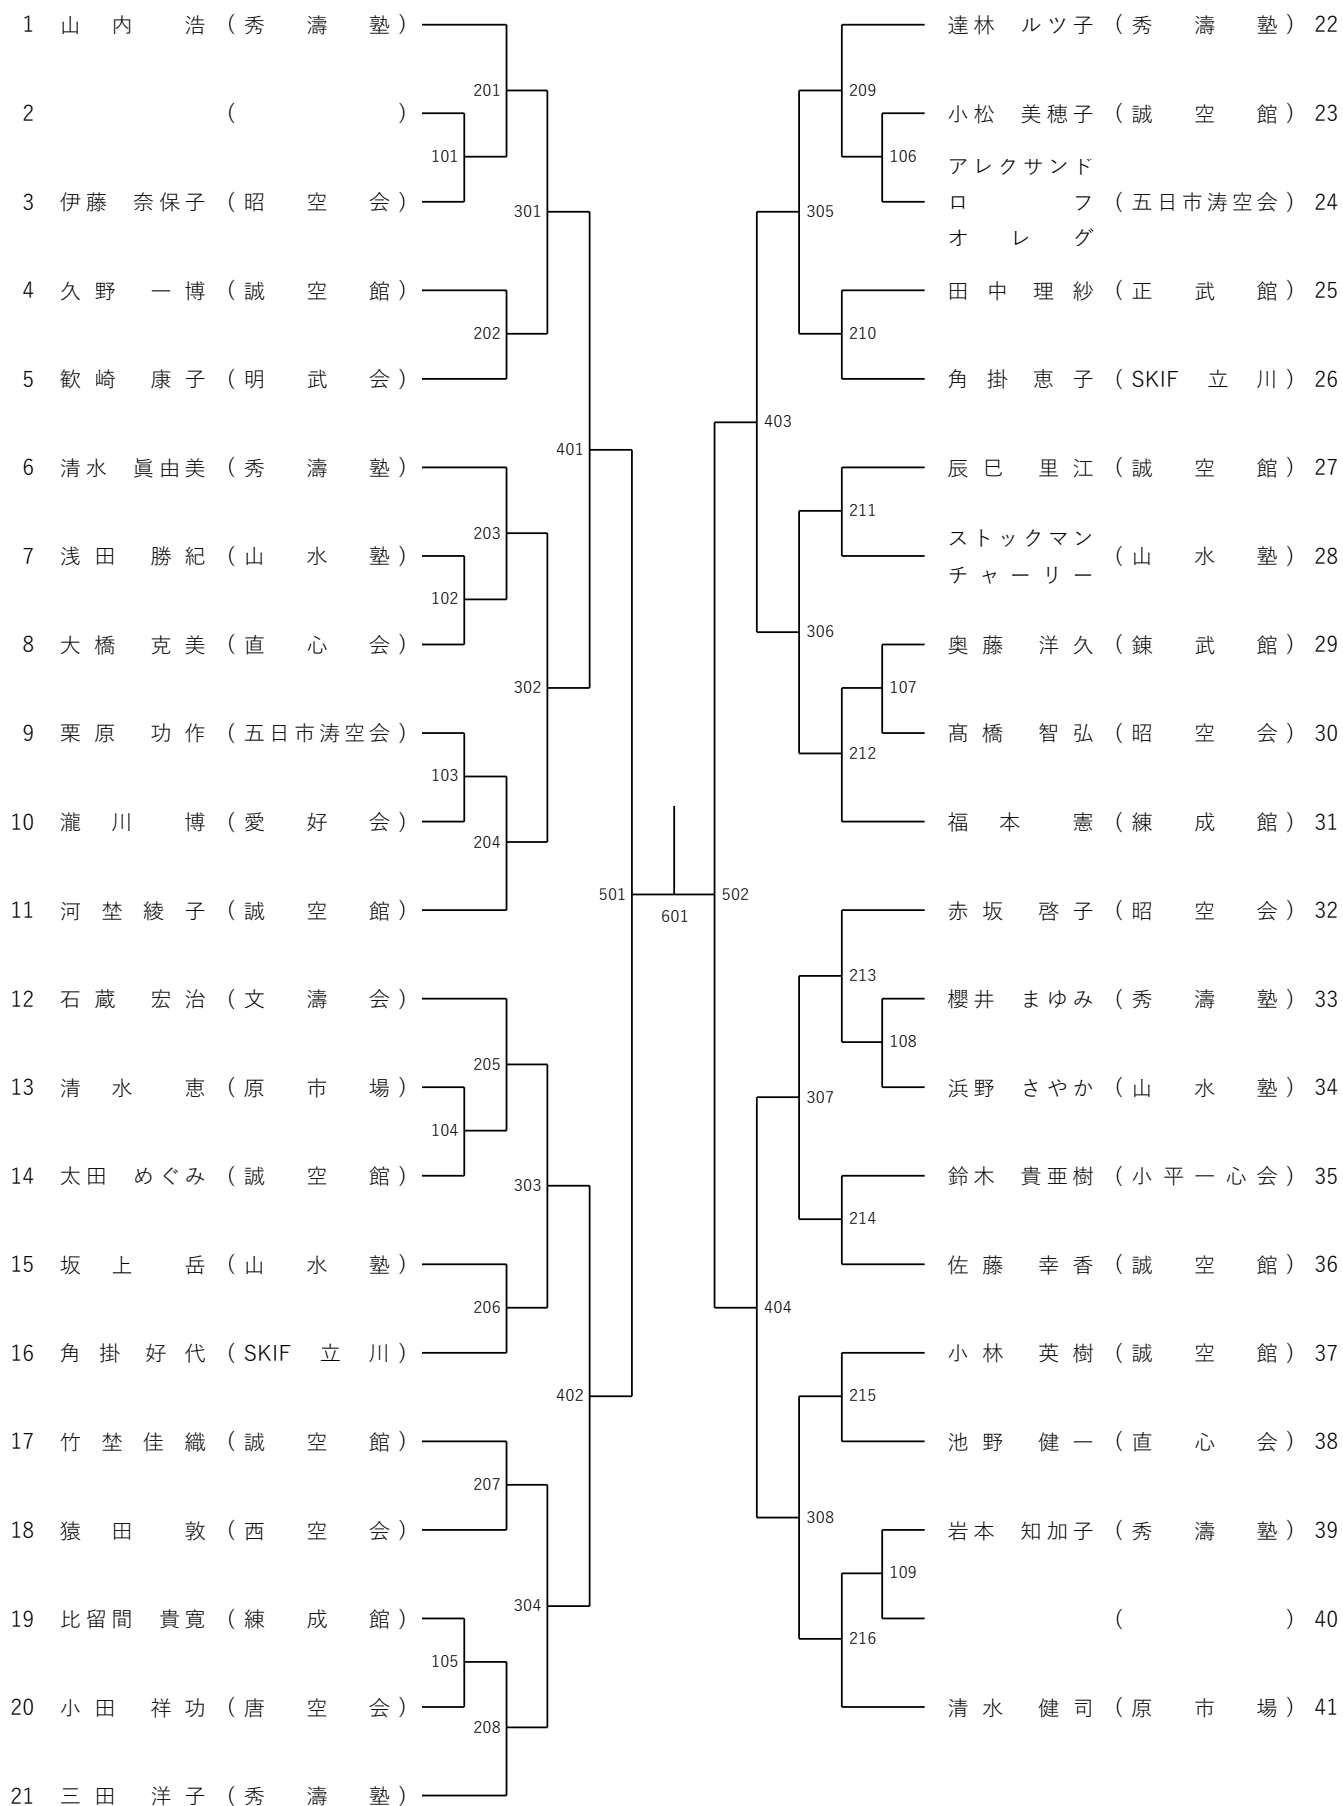 1 山内 浩 (秀濤塾)
2 ( )
3 伊藤 奈保子 (昭空会)
4 久野 一博 (誠空館)
5 歓崎 康子 (明武会)
6 清水 眞由美 (秀濤塾)
7 浅田 勝紀 (山水塾)
8 大橋 克美 (直心会)
9 栗原 功作 (五日市涛空会)
10 瀧川 博 (愛好会)
11 河埜綾子 (誠空館)
12 石蔵 宏治 (文濤会)
13 清水 恵 (原市場)
14 太田 めぐみ (誠空館)
15 坂上 岳 (山水塾)
16 角掛好代 (SKIF 立川)
17 竹埜佳織 (誠空館)
18 猿田 敦 (西空会)
19 比留間 貴寛 (練成館)
20 小田 祥功 (唐空会)
21 三田 洋子 (秀濤塾)
201
101
301
202
401
203
102
302
103
204
501
205
104
303
206
402
207
304
105
208
601
502
209
106
305
210
403
211
306
107
212
213
108
307
214
404
215
308
109
216
達林 ルツ子 (秀濤塾) 22
小松 美穂子 (誠空館) 23
アレクサンド
ロフ (五日市涛空会) 24
オレグ
田中理紗 (正武館) 25
角掛恵子 (SKIF 立川) 26
辰巳 里江 (誠空館) 27
ストックマン
チャーリー (山水塾) 28
奥藤 洋久 (錬武館) 29
髙橋 智弘 (昭空会) 30
福本 憲 (練成館) 31
赤坂 啓子 (昭空会) 32
櫻井 まゆみ (秀濤塾) 33
浜野 さやか (山水塾) 34
鈴木 貴亜樹 (小平一心会) 35
佐藤 幸香 (誠空館) 36
小林 英樹 (誠空館) 37
池野 健一 (直心会) 38
岩本 知加子 (秀濤塾) 39
( ) 40
清水 健司 (原市場) 41